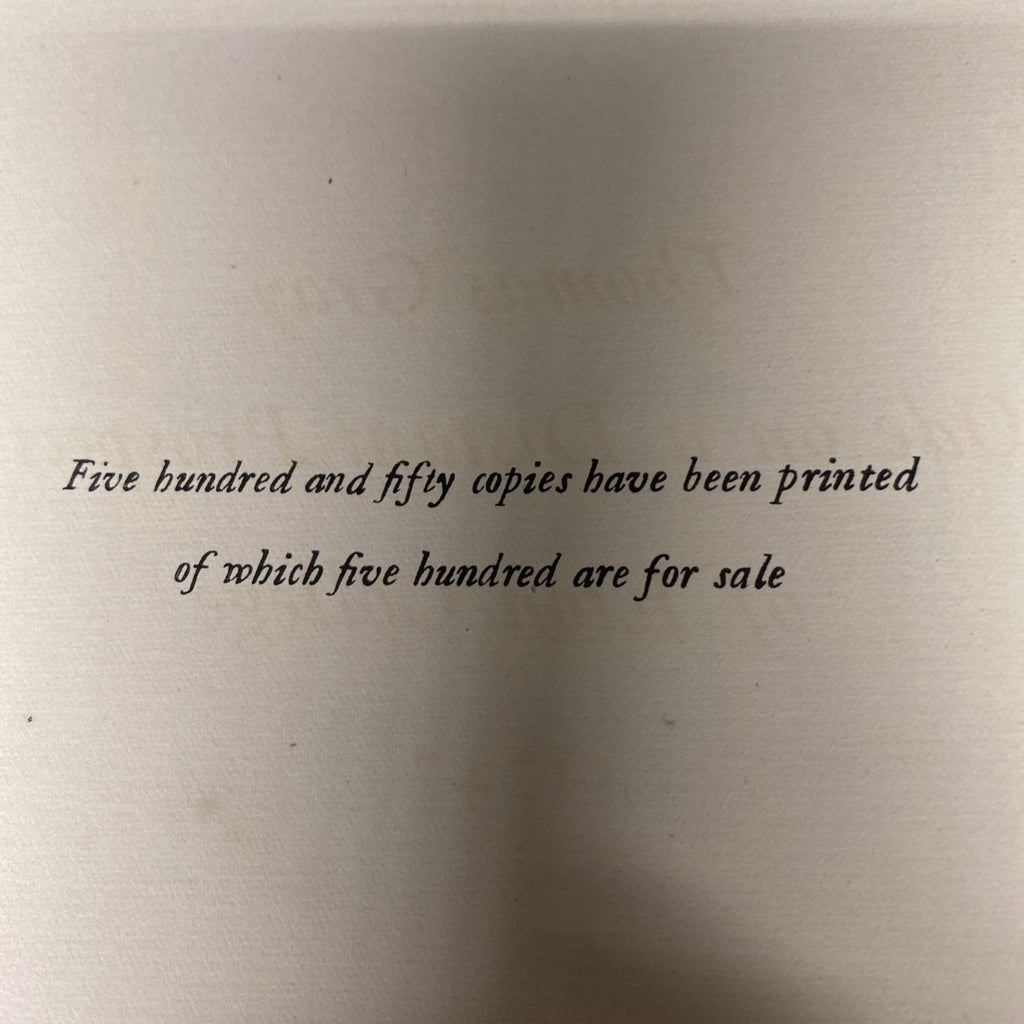 Five hundred and fifty copies have been printed
of which five hundred are for sale